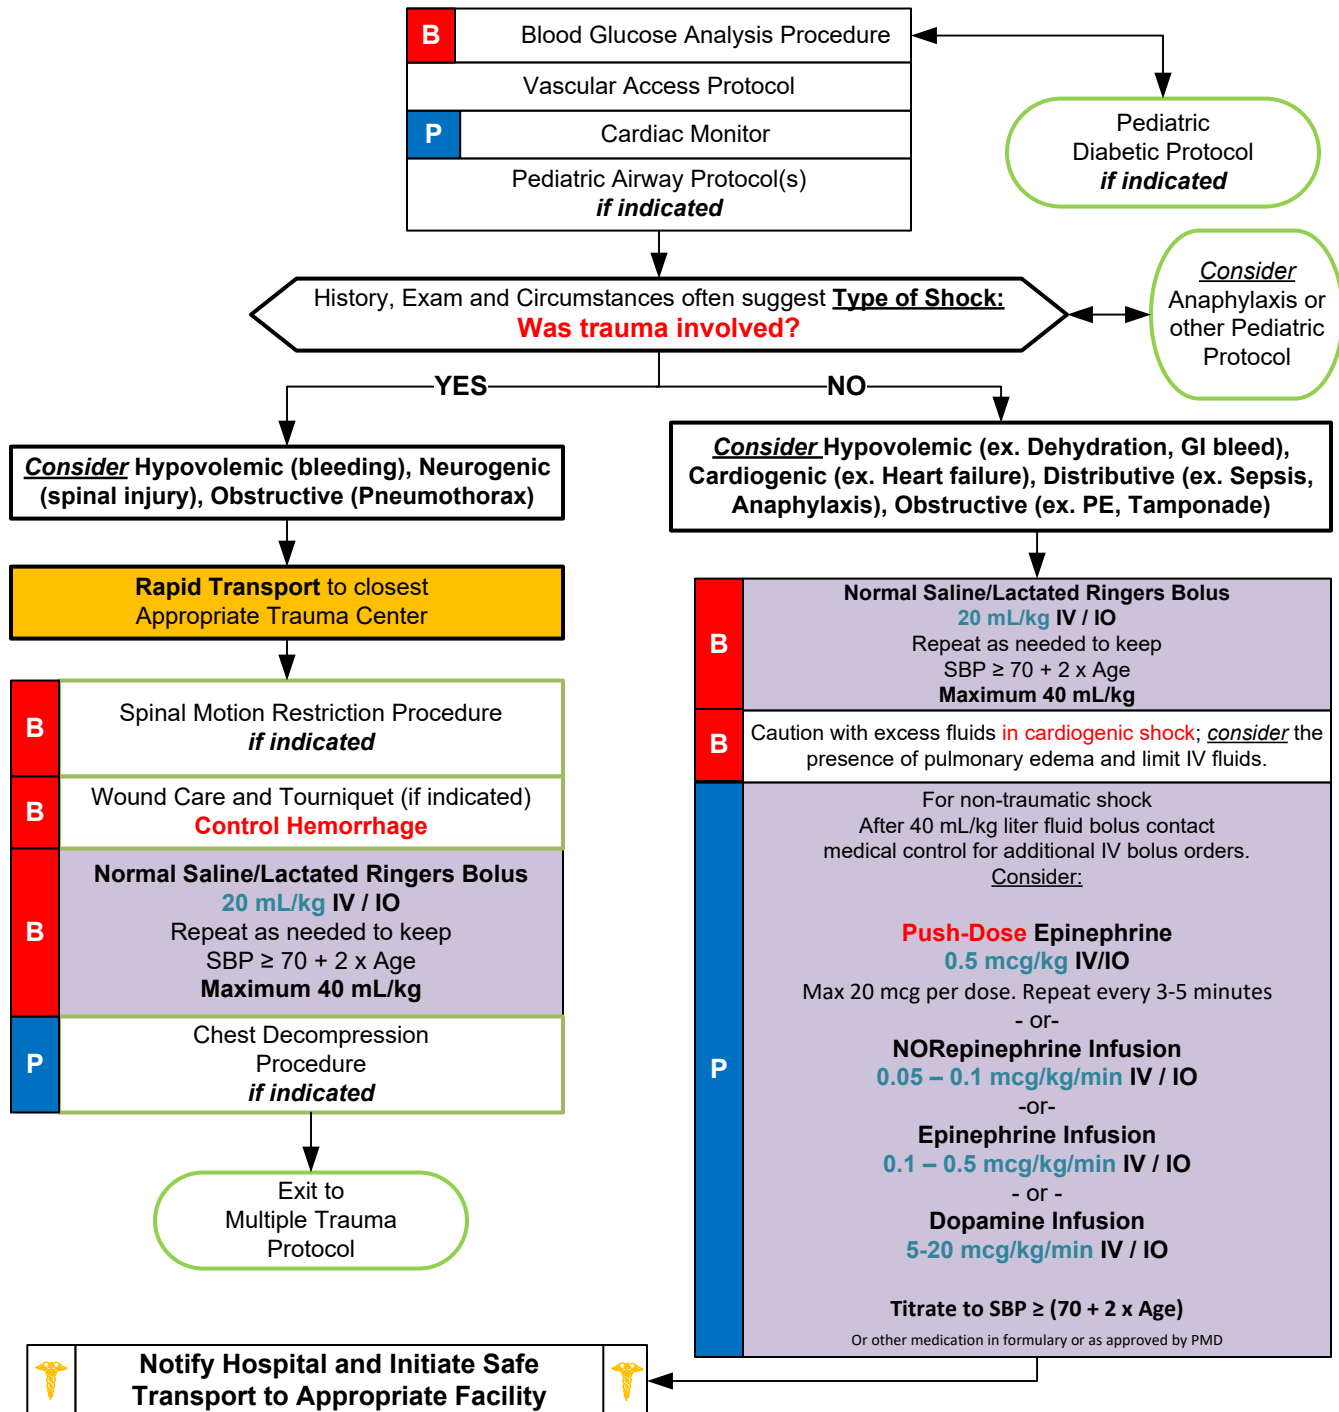 B
Blood Glucose Analysis Procedure
Vascular Access Protocol
P
Cardiac Monitor
Pediatric Airway Protocol(s)
if indicated
Pediatric
Diabetic Protocol
if indicated
History, Exam and Circumstances often suggest Type of Shock:
Was trauma involved?
Consider
Anaphylaxis or
other Pediatric
Protocol
YES
NO
Consider Hypovolemic (bleeding), Neurogenic
(spinal injury), Obstructive (Pneumothorax)
Rapid Transport to closest
Appropriate Trauma Center
B
Spinal Motion Restriction Procedure
if indicated
B
Wound Care and Tourniquet (if indicated)
Control Hemorrhage
B
Normal Saline/Lactated Ringers Bolus
20 mL/kg IV / IO
Repeat as needed to keep
SBP ≥ 70 + 2 x Age
Maximum 40 mL/kg
P
Chest Decompression
Procedure
if indicated
Exit to
Multiple Trauma
Protocol
Consider Hypovolemic (ex. Dehydration, GI bleed),
Cardiogenic (ex. Heart failure), Distributive (ex. Sepsis,
Anaphylaxis), Obstructive (ex. PE, Tamponade)
B
Normal Saline/Lactated Ringers Bolus
20 mL/kg IV / IO
Repeat as needed to keep
SBP ≥ 70 + 2 x Age
Maximum 40 mL/kg
B
Caution with excess fluids in cardiogenic shock; consider the
presence of pulmonary edema and limit IV fluids.
P
For non-traumatic shock
After 40 mL/kg liter fluid bolus contact
medical control for additional IV bolus orders.
Consider:
Push-Dose Epinephrine
0.5 mcg/kg IV/IO
Max 20 mcg per dose. Repeat every 3-5 minutes
- or-
NORepinephrine Infusion
0.05 – 0.1 mcg/kg/min IV / IO
-or-
Epinephrine Infusion
0.1 – 0.5 mcg/kg/min IV / IO
- or -
Dopamine Infusion
5-20 mcg/kg/min IV / IO
Titrate to SBP ≥ (70 + 2 x Age)
Or other medication in formulary or as approved by PMD
Notify Hospital and Initiate Safe
Transport to Appropriate Facility